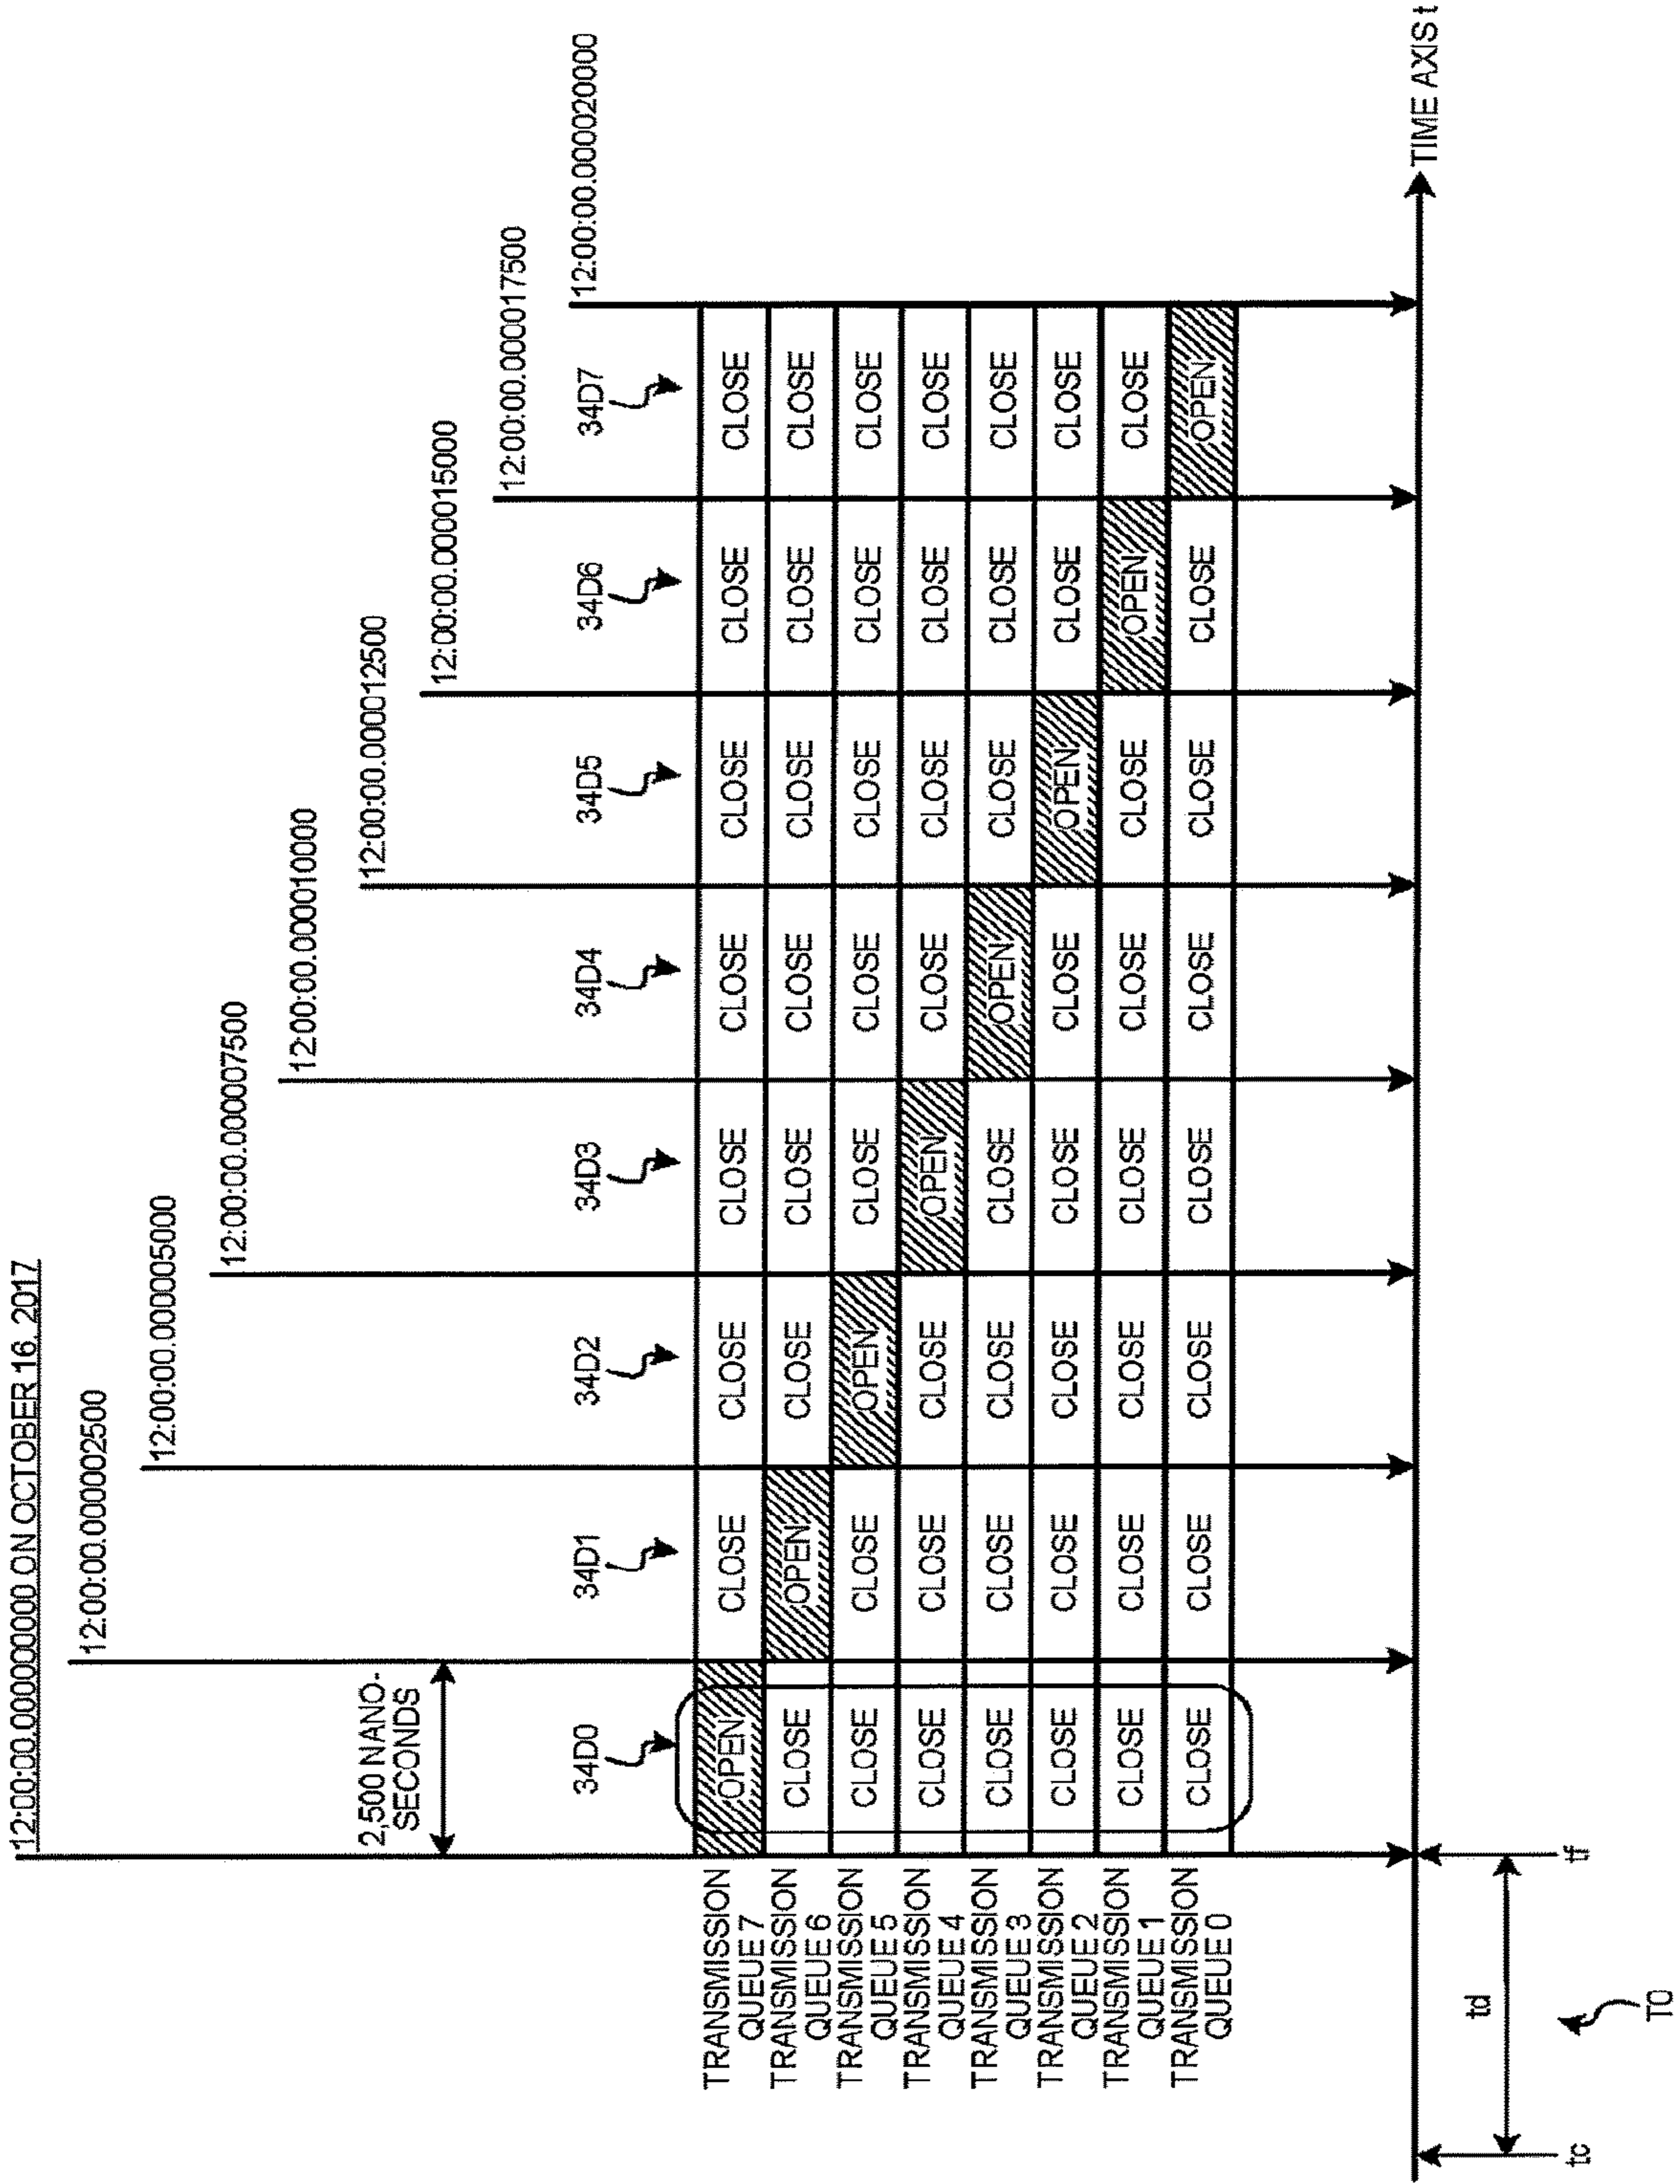 12:00:00.000000000 ON OCTOBER 16, 2017
12:00:00.000002500
12:00:00.000005000
12:00:00.000007500
12:00:00.000010000
12:00:00.000012500
12:00:00.000015000
12:00:00.000017500
12:00:00.000020000
2,500 NANO-
SECONDS
34D0 34D1 34D2 34D3 34D4 34D5 34D6 34D7
TRANSMISSION
QUEUE 7
OPEN CLOSE CLOSE CLOSE CLOSE CLOSE CLOSE CLOSE
TRANSMISSION
QUEUE 6
CLOSE OPEN CLOSE CLOSE CLOSE CLOSE CLOSE CLOSE
TRANSMISSION
QUEUE 5
CLOSE CLOSE OPEN CLOSE CLOSE CLOSE CLOSE CLOSE
TRANSMISSION
QUEUE 4
CLOSE CLOSE CLOSE OPEN CLOSE CLOSE CLOSE CLOSE
TRANSMISSION
QUEUE 3
CLOSE CLOSE CLOSE CLOSE OPEN CLOSE CLOSE CLOSE
TRANSMISSION
QUEUE 2
CLOSE CLOSE CLOSE CLOSE CLOSE OPEN CLOSE CLOSE
TRANSMISSION
QUEUE 1
CLOSE CLOSE CLOSE CLOSE CLOSE CLOSE OPEN CLOSE
TRANSMISSION
QUEUE 0
CLOSE CLOSE CLOSE CLOSE CLOSE CLOSE CLOSE OPEN
TIME AXIS t
td
tc
tf
T0